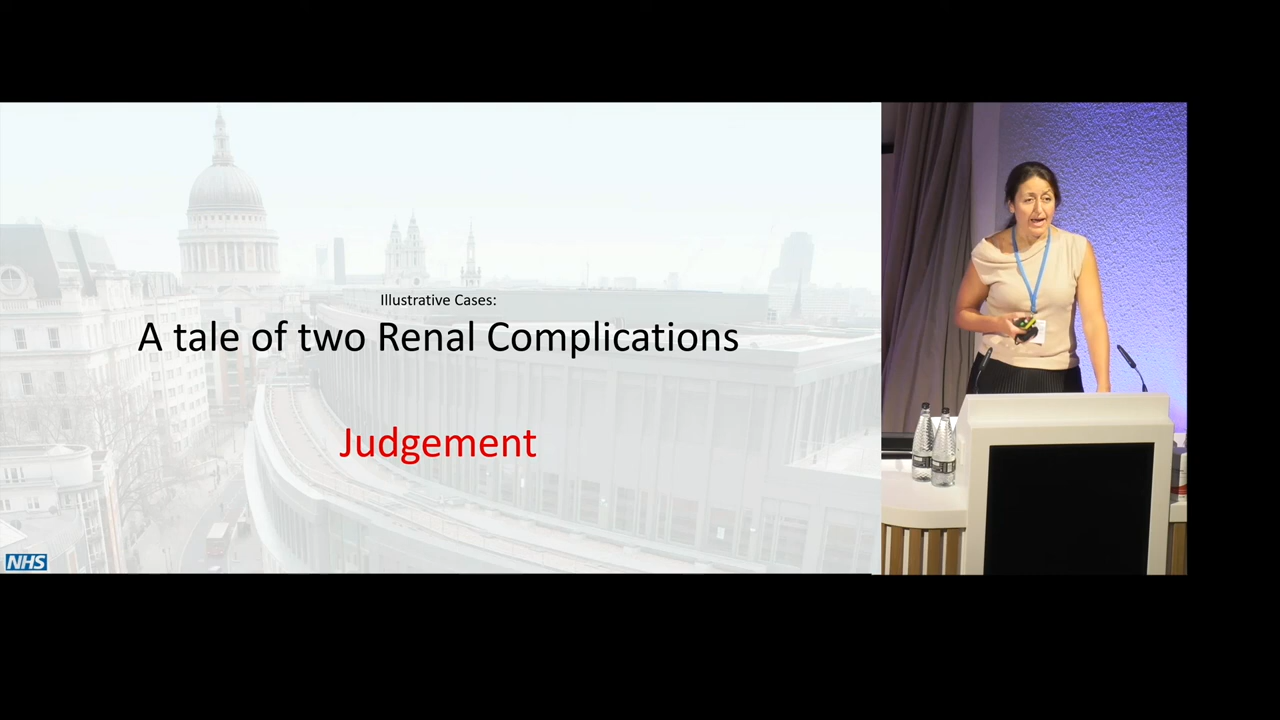 Illustrative Cases:
A tale of two Renal Complications
Judgement
NHS